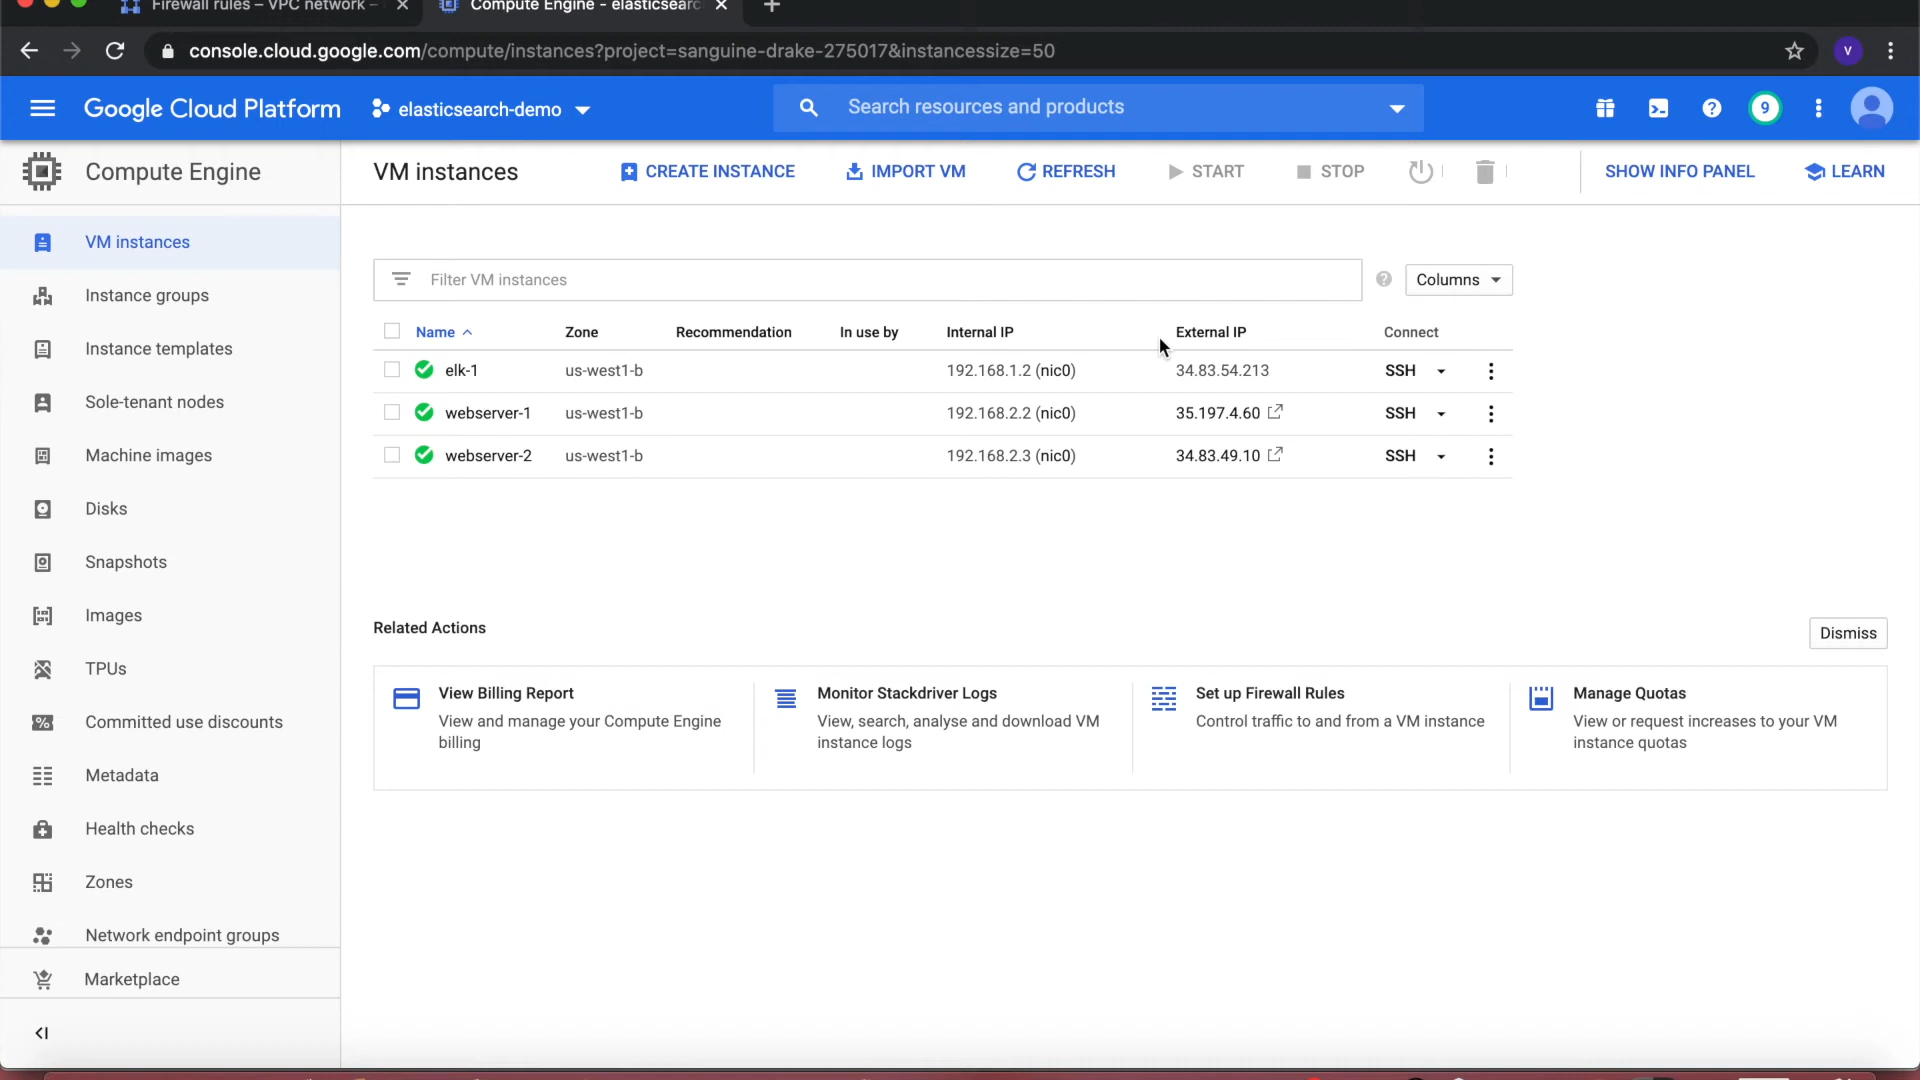 Firewall rules – VPC network –
Compute Engine - elasticsearc
console.cloud.google.com/compute/instances?project=sanguine-drake-275017&instancessize=50
V
Google Cloud Platform
elasticsearch-demo
Search resources and products
9
Compute Engine
VM instances
CREATE INSTANCE
IMPORT VM
REFRESH
START
STOP
SHOW INFO PANEL
LEARN
VM instances
Instance groups
Instance templates
Sole-tenant nodes
Machine images
Disks
Snapshots
Images
TPUs
Committed use discounts
Metadata
Health checks
Zones
Network endpoint groups
Marketplace
Filter VM instances
Columns
Name Zone Recommendation In use by Internal IP External IP Connect
elk-1 us-west1-b 192.168.1.2 (nic0) 34.83.54.213 SSH
webserver-1 us-west1-b 192.168.2.2 (nic0) 35.197.4.60 SSH
webserver-2 us-west1-b 192.168.2.3 (nic0) 34.83.49.10 SSH
Related Actions
Dismiss
View Billing Report
View and manage your Compute Engine
billing
Monitor Stackdriver Logs
View, search, analyse and download VM
instance logs
Set up Firewall Rules
Control traffic to and from a VM instance
Manage Quotas
View or request increases to your VM
instance quotas